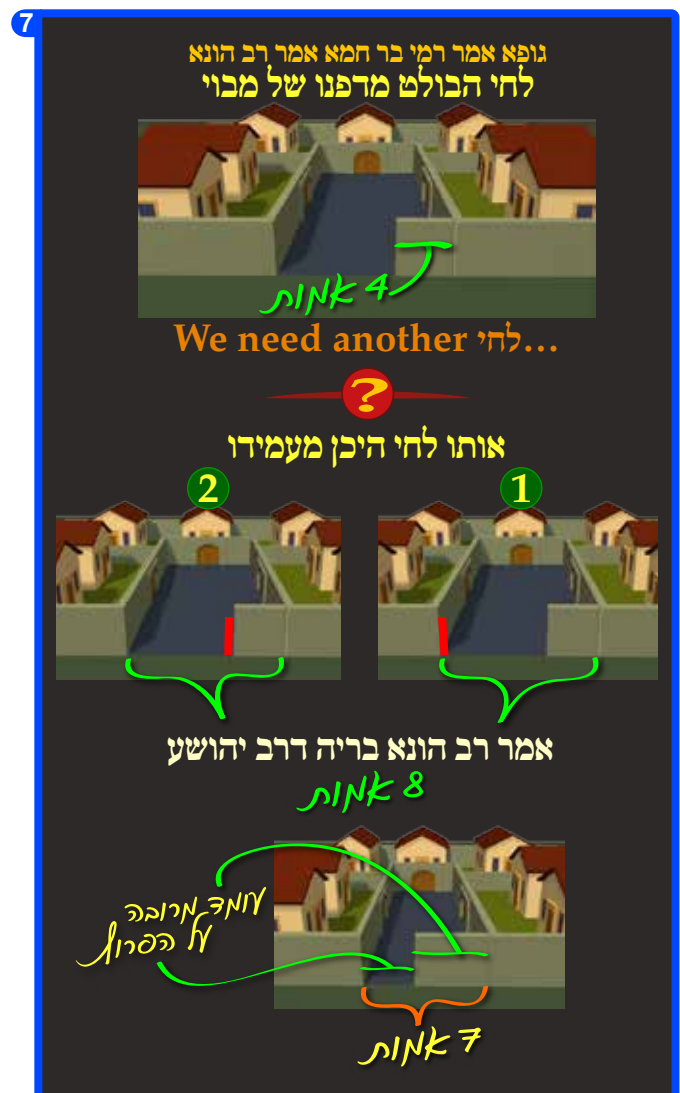 7
גופא אמר רמי בר חמא אמר רב הונא
לחי הבולט מדפנו של מבוי
4 אמות
We need another לחי...
?
אותו לחי היכן מעמידו
1
2
אמר רב הונא בריה דרב יהושע
8 אמות
עומד מרובה
על הפרוץ
7 אמות